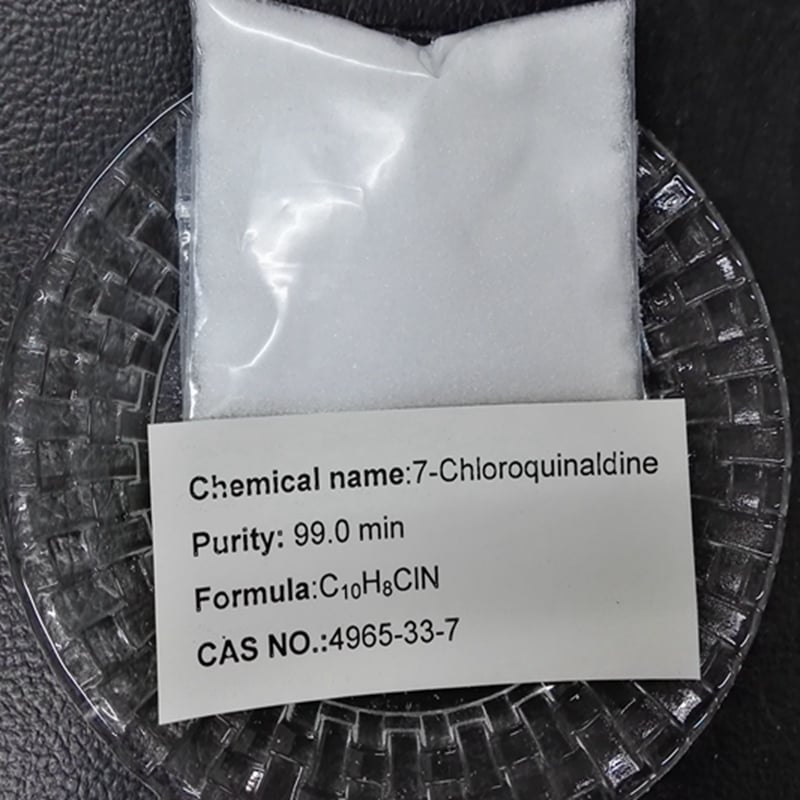 Chemical name:7-Chloroquinaldine
Purity: 99.0 min
Formula:C₁₀H₈ClN
CAS NO.:4965-33-7